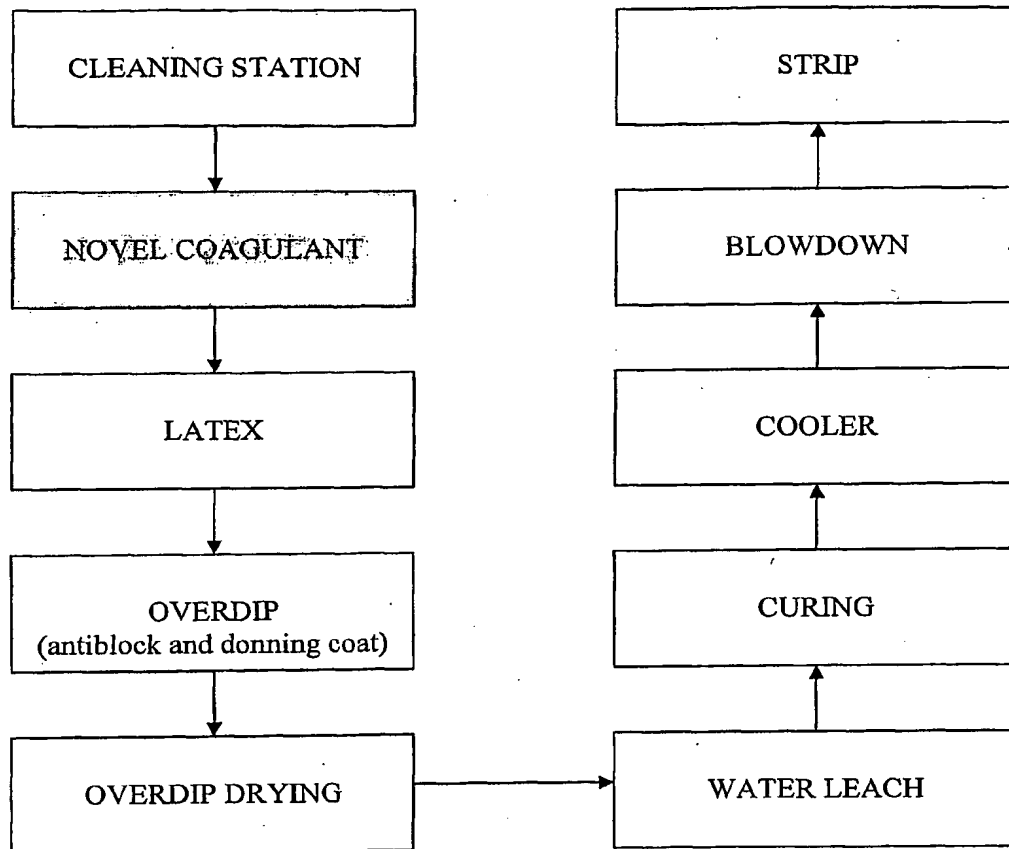 CLEANING STATION
NOVEL COAGULANT
LATEX
OVERDIP
(antiblock and donning coat)
OVERDIP DRYING
WATER LEACH
CURING
COOLER
BLOWDOWN
STRIP